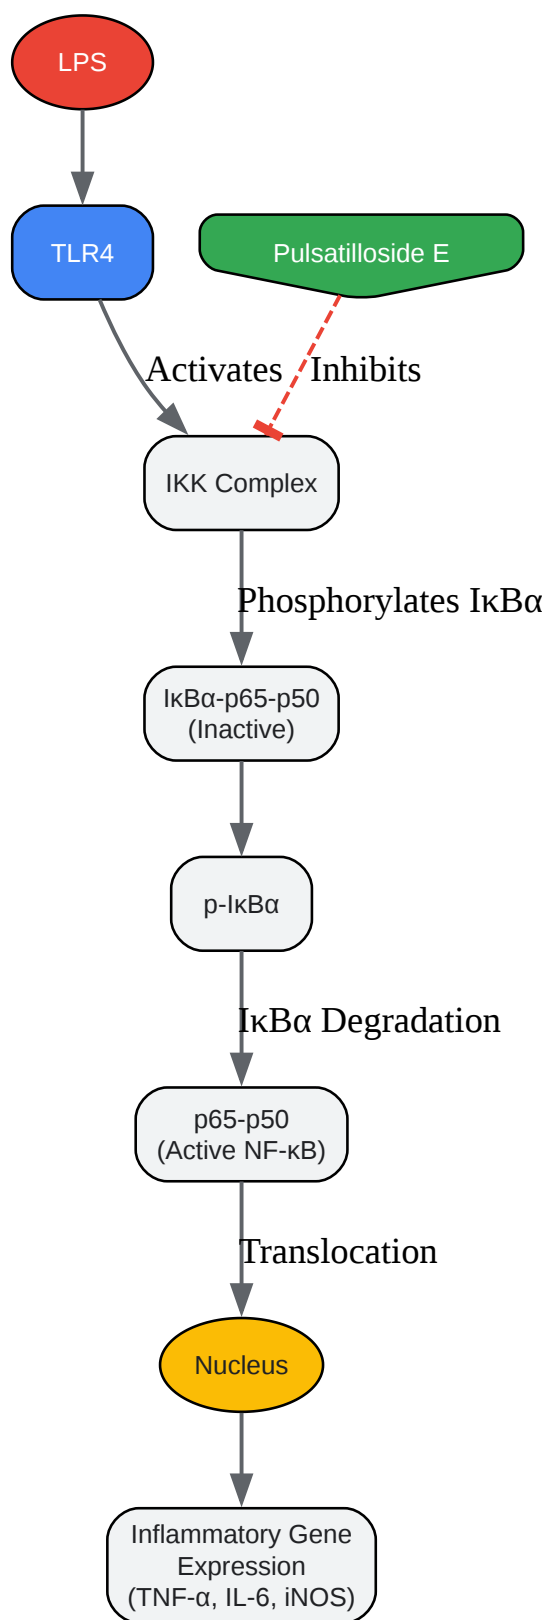 LPS
TLR4
Pulsatilloside E
Activates
Inhibits
IKK Complex
Phosphorylates IκBα
IκBα-p65-p50
(Inactive)
p-IκBα
IκBα Degradation
p65-p50
(Active NF-κB)
Translocation
Nucleus
Inflammatory Gene
Expression
(TNF-α, IL-6, iNOS)